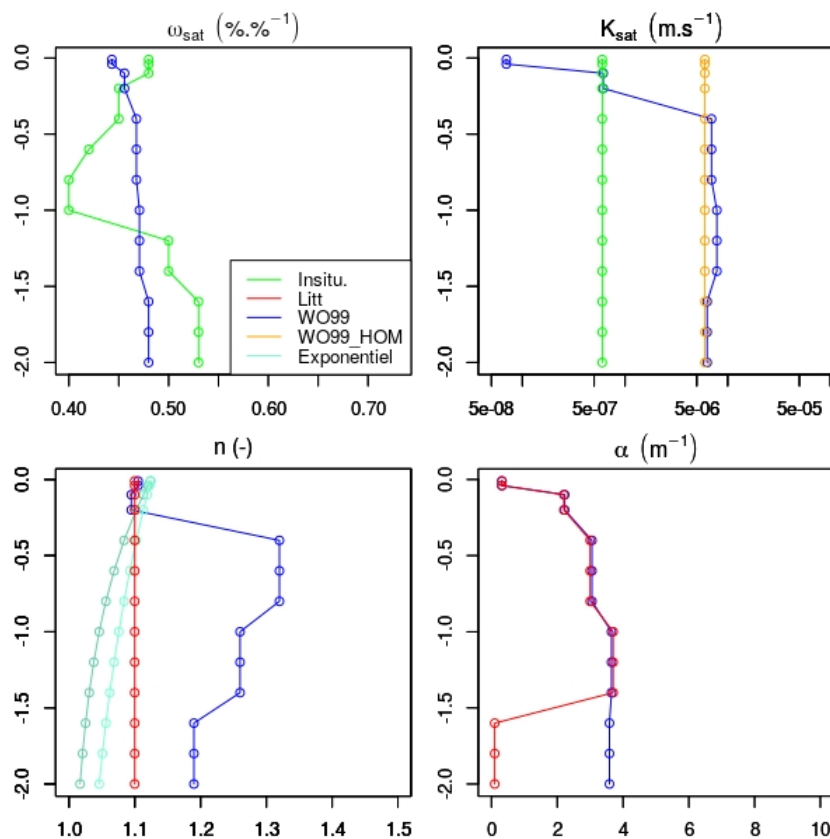 ω_sat (%.%⁻¹)
K_sat (m.s⁻¹)
0.0
-0.5
-1.0
-1.5
-2.0
0.40 0.50 0.60 0.70
Insitu.
Litt
WO99
WO99_HOM
Exponentiel
0.0
-0.5
-1.0
-1.5
-2.0
5e-08 5e-07 5e-06 5e-05
n (-)
α (m⁻¹)
0.0
-0.5
-1.0
-1.5
-2.0
1.0 1.1 1.2 1.3 1.4 1.5
0.0
-0.5
-1.0
-1.5
-2.0
0 2 4 6 8 10